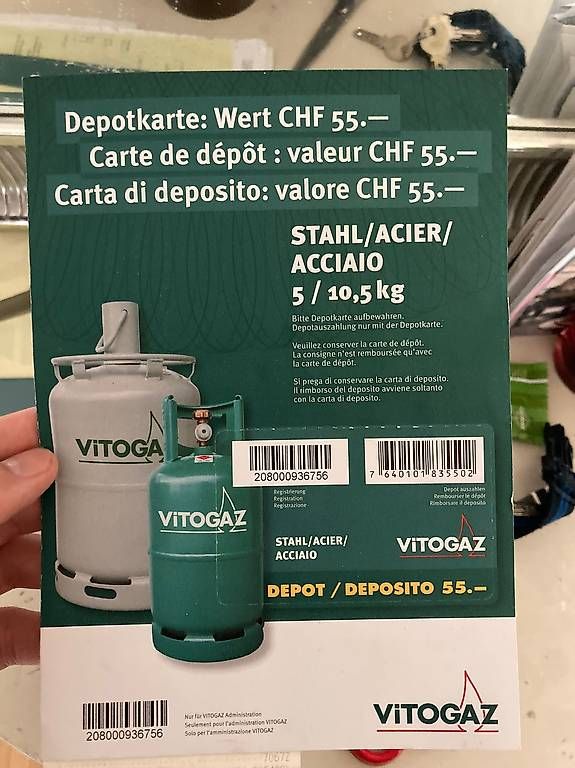 Depotkarte: Wert CHF 55.—
Carte de dépôt : valeur CHF 55.—
Carta di deposito: valore CHF 55.—
STAHL/ACIER/
ACCIAIO
5 / 10,5 kg
Bitte Depotkarte aufbewahren.
Depotauszahlung nur mit der Depotkarte.
Veuillez conserver la carte de dépôt.
La consigne n'est remboursée qu'avec
la carte de dépôt.
Si prega di conservare la carta di deposito.
Il rimborso del deposito avviene soltanto
con la carta di deposito.
ViTOGA
ViTOGAZ
208000936756
Registrierung
Registration
Registrazione
7 640101 835502
Depot auszahlen
Rembourser le dépôt
Rimborsare il deposito
STAHL/ACIER/
ACCIAIO
ViTOGAZ
DEPOT / DEPOSITO 55.—
208000936756
Nur für VITOGAZ Administration
Seulement pour l'administration VITOGAZ
Solo per l'amministrazione VITOGAZ
ViTOGAZ